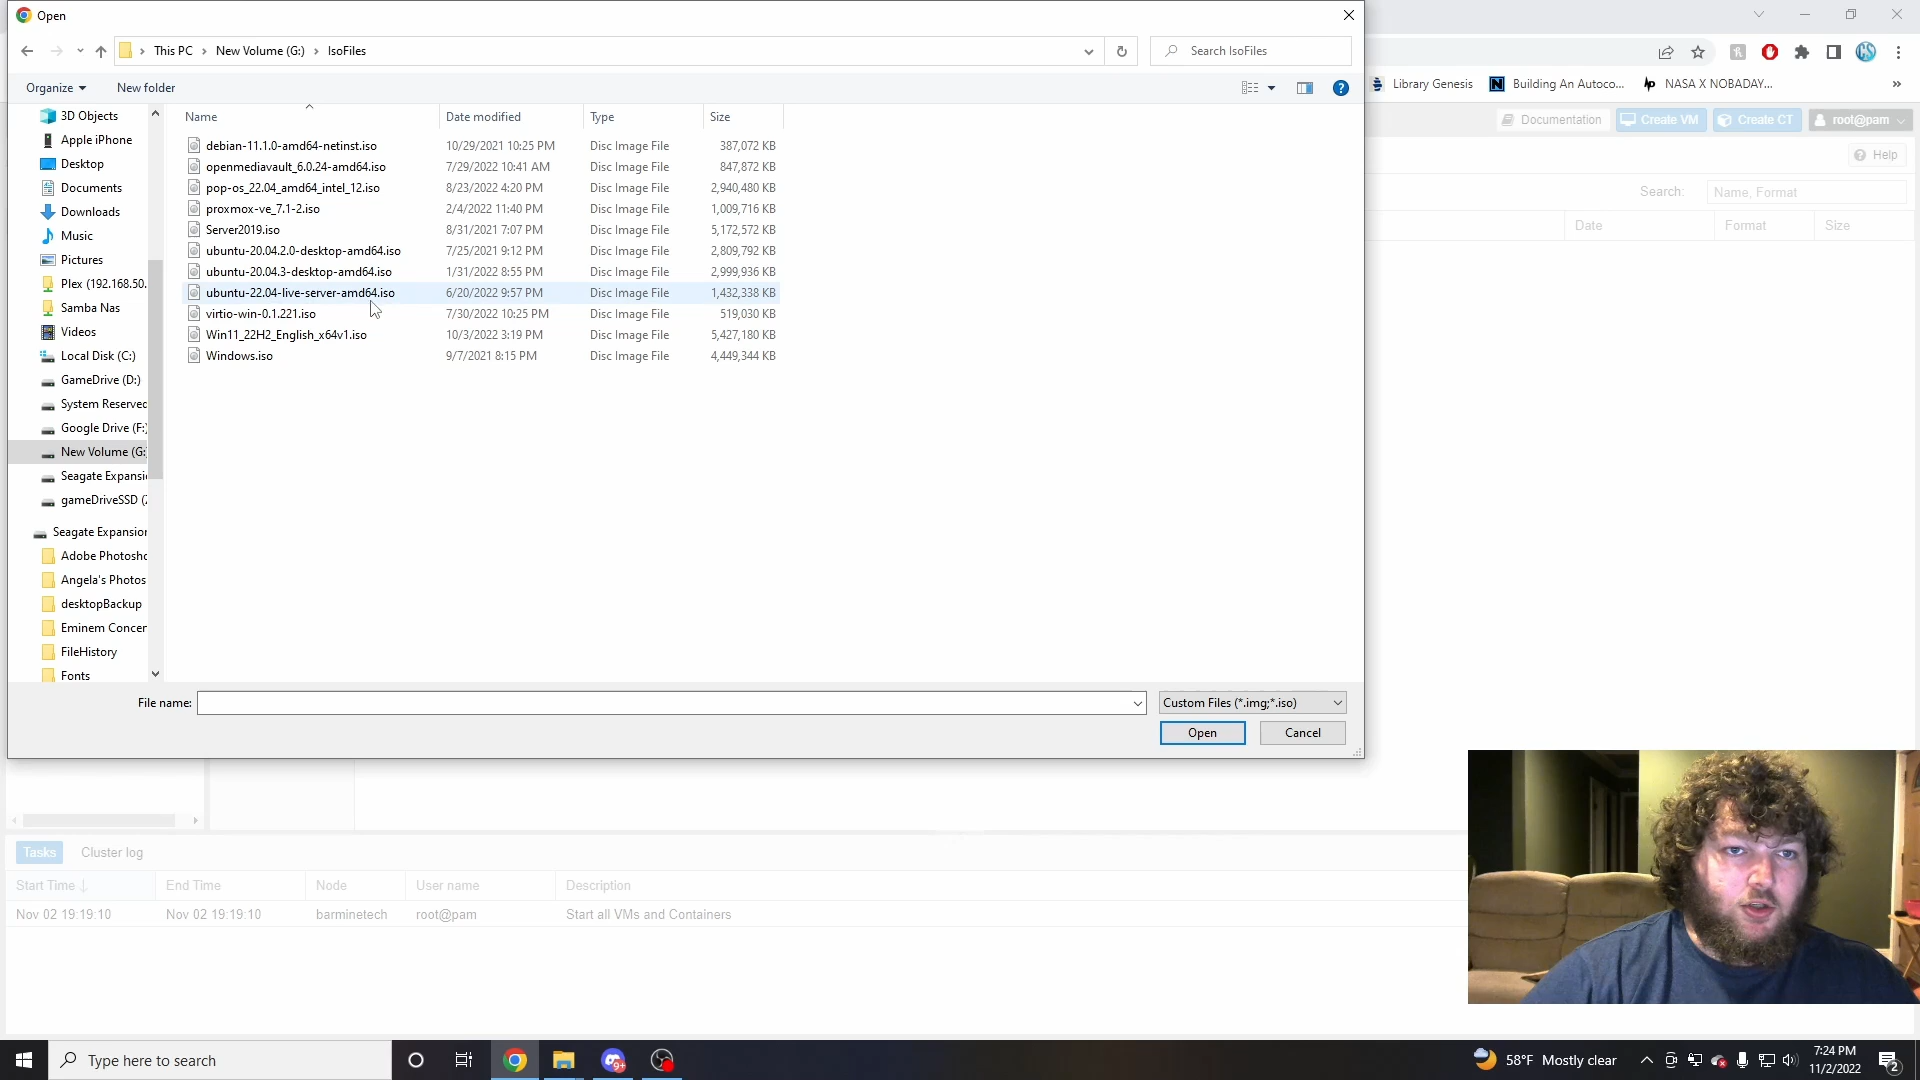 Open
This PC > New Volume (G:) > IsoFiles
Search IsoFiles
Organize
New folder
Library Genesis
Building An Autoco...
NASA X NOBADAY...
Documentation
Create VM
Create CT
root@pam
Help
Search:
Name, Format
Date
Format
Size
3D Objects
Apple iPhone
Desktop
Documents
Downloads
Music
Pictures
Plex (192.168.50.
Samba Nas
Videos
Local Disk (C:)
GameDrive (D:)
System Reserved
Google Drive (F:)
New Volume (G:
Seagate Expansi
gameDriveSSD (
Seagate Expansion
Adobe Photosho
Angela's Photos
desktopBackup
Eminem Concer
FileHistory
Fonts
Name Date modified Type Size
debian-11.1.0-amd64-netinst.iso 10/29/2021 10:25 PM Disc Image File 387,072 KB
openmediavault_6.0.24-amd64.iso 7/29/2022 10:41 AM Disc Image File 847,872 KB
pop-os_22.04_amd64_intel_12.iso 8/23/2022 4:20 PM Disc Image File 2,940,480 KB
proxmox-ve_7.1-2.iso 2/4/2022 11:40 PM Disc Image File 1,009,716 KB
Server2019.iso 8/31/2021 7:07 PM Disc Image File 5,172,572 KB
ubuntu-20.04.2.0-desktop-amd64.iso 7/25/2021 9:12 PM Disc Image File 2,809,792 KB
ubuntu-20.04.3-desktop-amd64.iso 1/31/2022 8:55 PM Disc Image File 2,999,936 KB
ubuntu-22.04-live-server-amd64.iso 6/20/2022 9:57 PM Disc Image File 1,432,338 KB
virtio-win-0.1.221.iso 7/30/2022 10:25 PM Disc Image File 519,030 KB
Win11_22H2_English_x64v1.iso 10/3/2022 3:19 PM Disc Image File 5,427,180 KB
Windows.iso 9/7/2021 8:15 PM Disc Image File 4,449,344 KB
File name:
Custom Files (*.img;*.iso)
Open
Cancel
Tasks
Cluster log
Start Time End Time Node User name Description
Nov 02 19:19:10 Nov 02 19:19:10 barminetech root@pam Start all VMs and Containers
Type here to search
9+
58°F Mostly clear
7:24 PM
11/2/2022
2